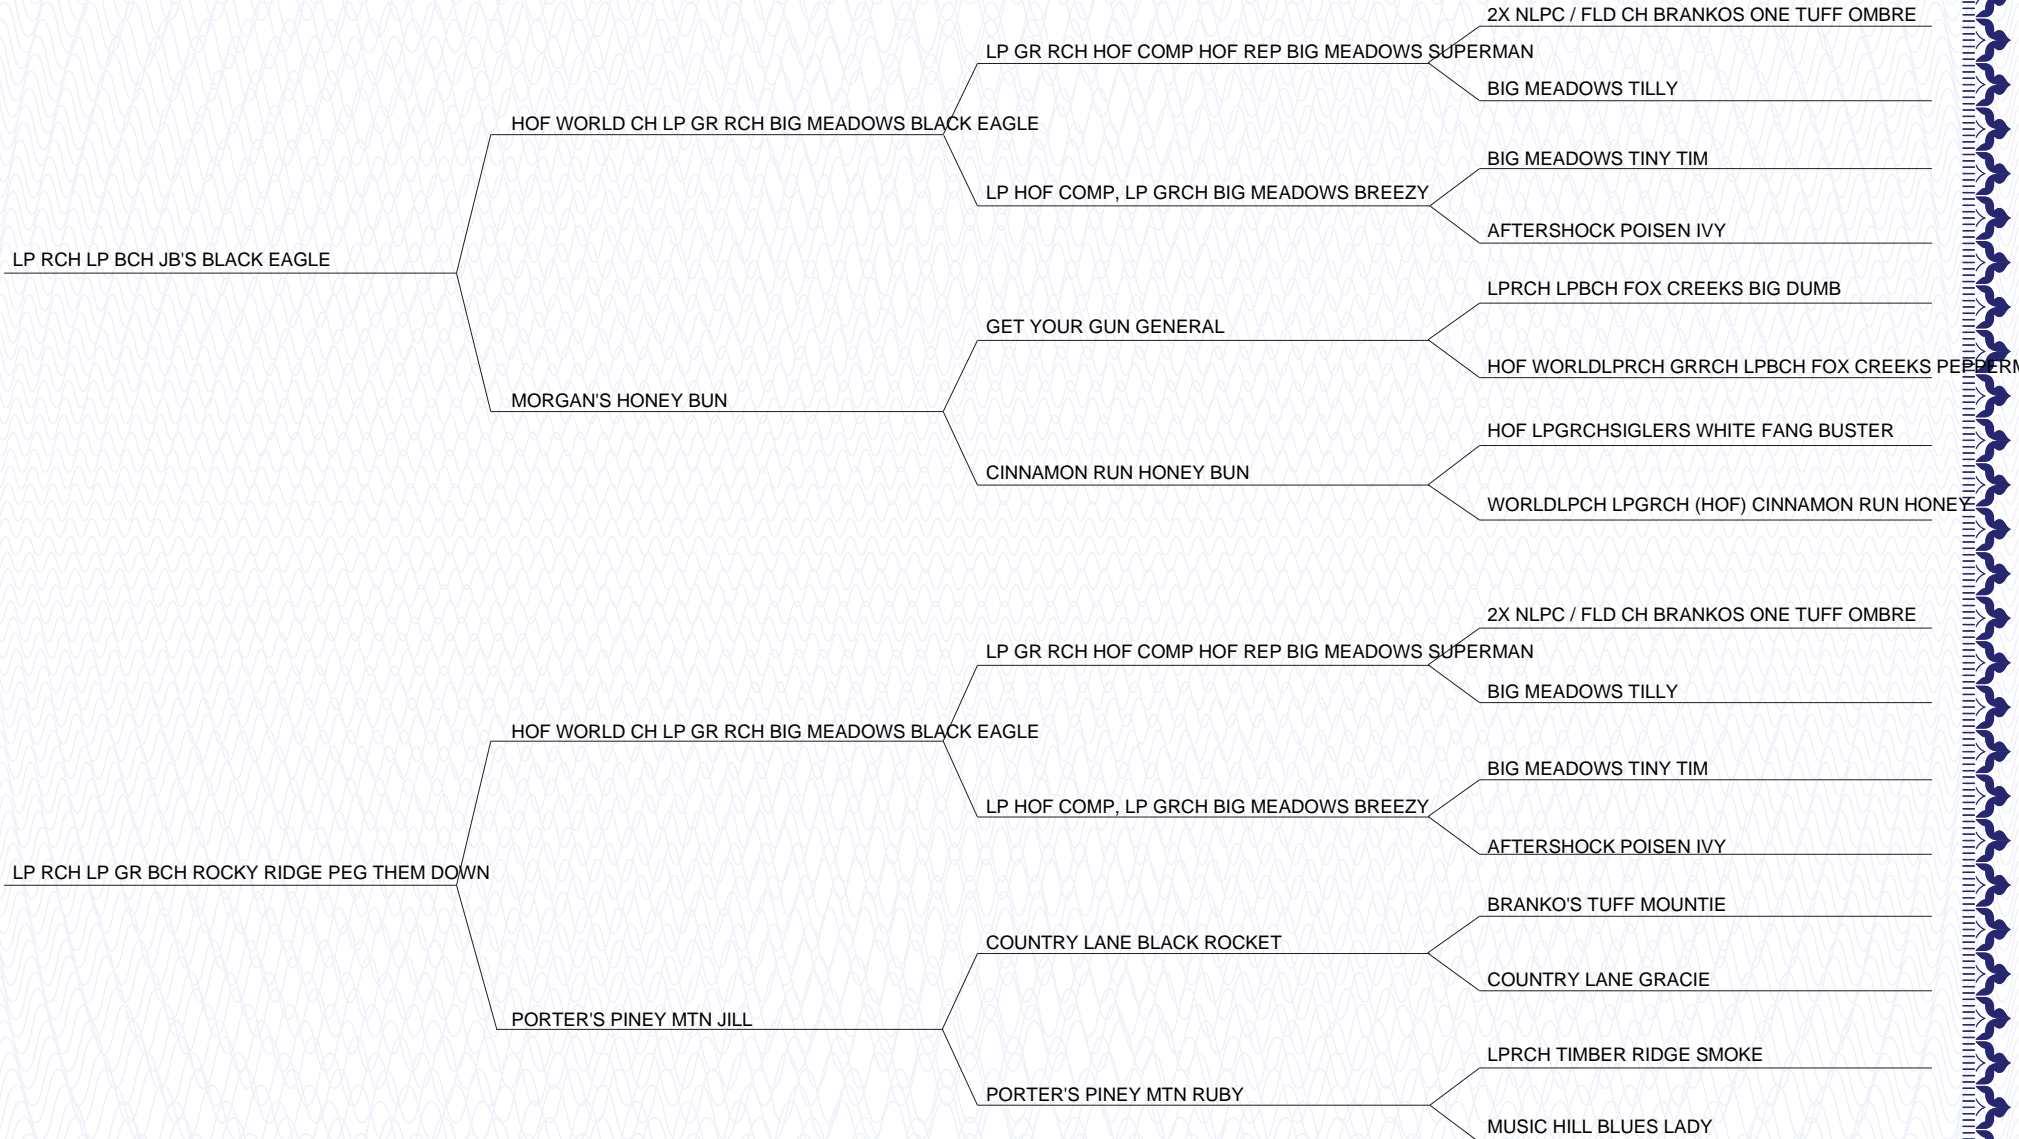 2X NLPC / FLD CH BRANKOS ONE TUFF OMBRE
LP GR RCH HOF COMP HOF REP BIG MEADOWS SUPERMAN
BIG MEADOWS TILLY
HOF WORLD CH LP GR RCH BIG MEADOWS BLACK EAGLE
BIG MEADOWS TINY TIM
LP HOF COMP, LP GRCH BIG MEADOWS BREEZY
AFTERSHOCK POISEN IVY
LP RCH LP BCH JB'S BLACK EAGLE
LPRCH LPBCH FOX CREEKS BIG DUMB
GET YOUR GUN GENERAL
HOF WORLDLPRCH GRRCH LPBCH FOX CREEKS PEPPERM
MORGAN'S HONEY BUN
HOF LPGRCHSIGLERS WHITE FANG BUSTER
CINNAMON RUN HONEY BUN
WORLDLPCH LPGRCH (HOF) CINNAMON RUN HONEY
2X NLPC / FLD CH BRANKOS ONE TUFF OMBRE
LP GR RCH HOF COMP HOF REP BIG MEADOWS SUPERMAN
BIG MEADOWS TILLY
HOF WORLD CH LP GR RCH BIG MEADOWS BLACK EAGLE
BIG MEADOWS TINY TIM
LP HOF COMP, LP GRCH BIG MEADOWS BREEZY
AFTERSHOCK POISEN IVY
LP RCH LP GR BCH ROCKY RIDGE PEG THEM DOWN
BRANKO'S TUFF MOUNTIE
COUNTRY LANE BLACK ROCKET
COUNTRY LANE GRACIE
PORTER'S PINEY MTN JILL
LPRCH TIMBER RIDGE SMOKE
PORTER'S PINEY MTN RUBY
MUSIC HILL BLUES LADY